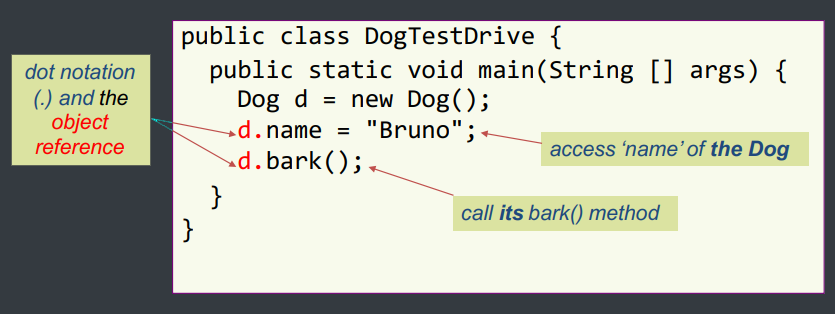 public class DogTestDrive {
public static void main(String [] args) {
Dog d = new Dog();
d.name = "Bruno";
d.bark();
}
}
dot notation
(.) and the
object
reference
access ‘name’ of the Dog
call its bark() method